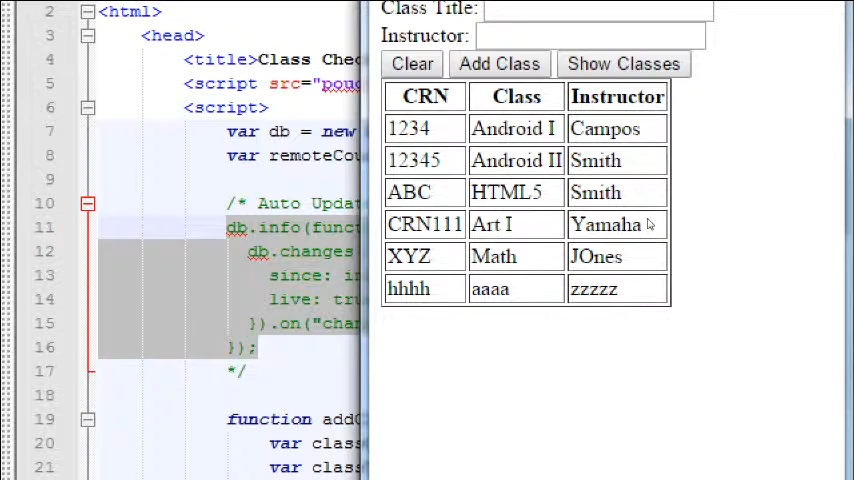 2 <html>
3 <head>
4 <title>Class Chec
5 <script src="pouc
6 <script>
7 var db = new
8 var remoteCou
9
10 /* Auto Updat
11 db.info(funct
12 db.changes
13 since: in
14 live: tru
15 }).on("chan
16 });
17 */
18
19 function addC
20 var class
21 var class
Class Title:
Instructor:
Clear Add Class Show Classes
CRN Class Instructor
1234 Android I Campos
12345 Android II Smith
ABC HTML5 Smith
CRN111 Art I Yamaha
XYZ Math JOnes
hhhh aaaa zzzzz